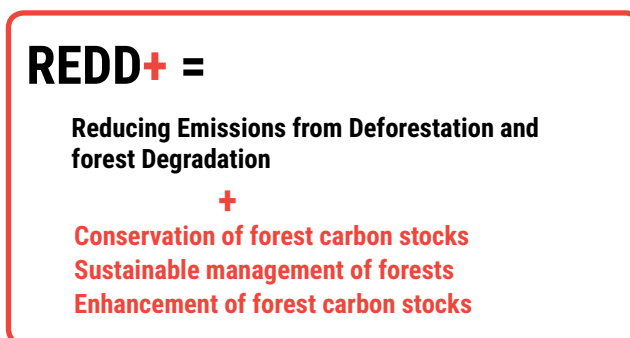 REDD+ =
Reducing Emissions from Deforestation and
forest Degradation
+
Conservation of forest carbon stocks
Sustainable management of forests
Enhancement of forest carbon stocks